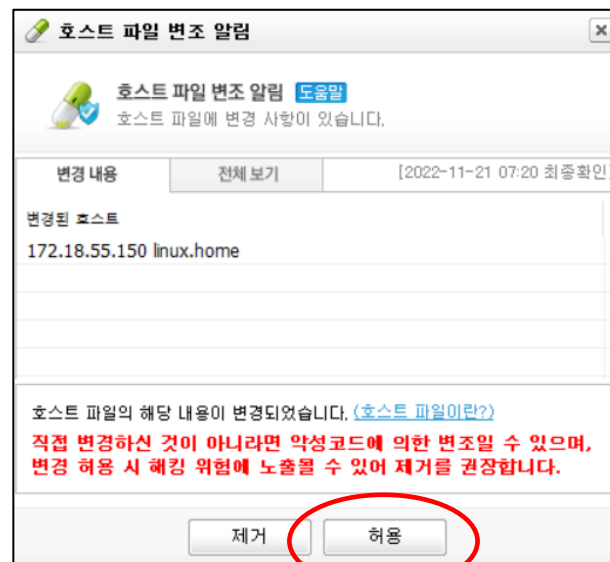 호스트 파일 변조 알림
호스트 파일 변조 알림 도움말
호스트 파일에 변경 사항이 있습니다.
변경 내용 전체 보기 [2022-11-21 07:20 최종확인]
변경된 호스트
172.18.55.150 linux.home
호스트 파일의 해당 내용이 변경되었습니다. (호스트 파일이란?)
직접 변경하신 것이 아니라면 악성코드에 의한 변조일 수 있으며,
변경 허용 시 해킹 위험에 노출될 수 있어 제거를 권장합니다.
제거 허용